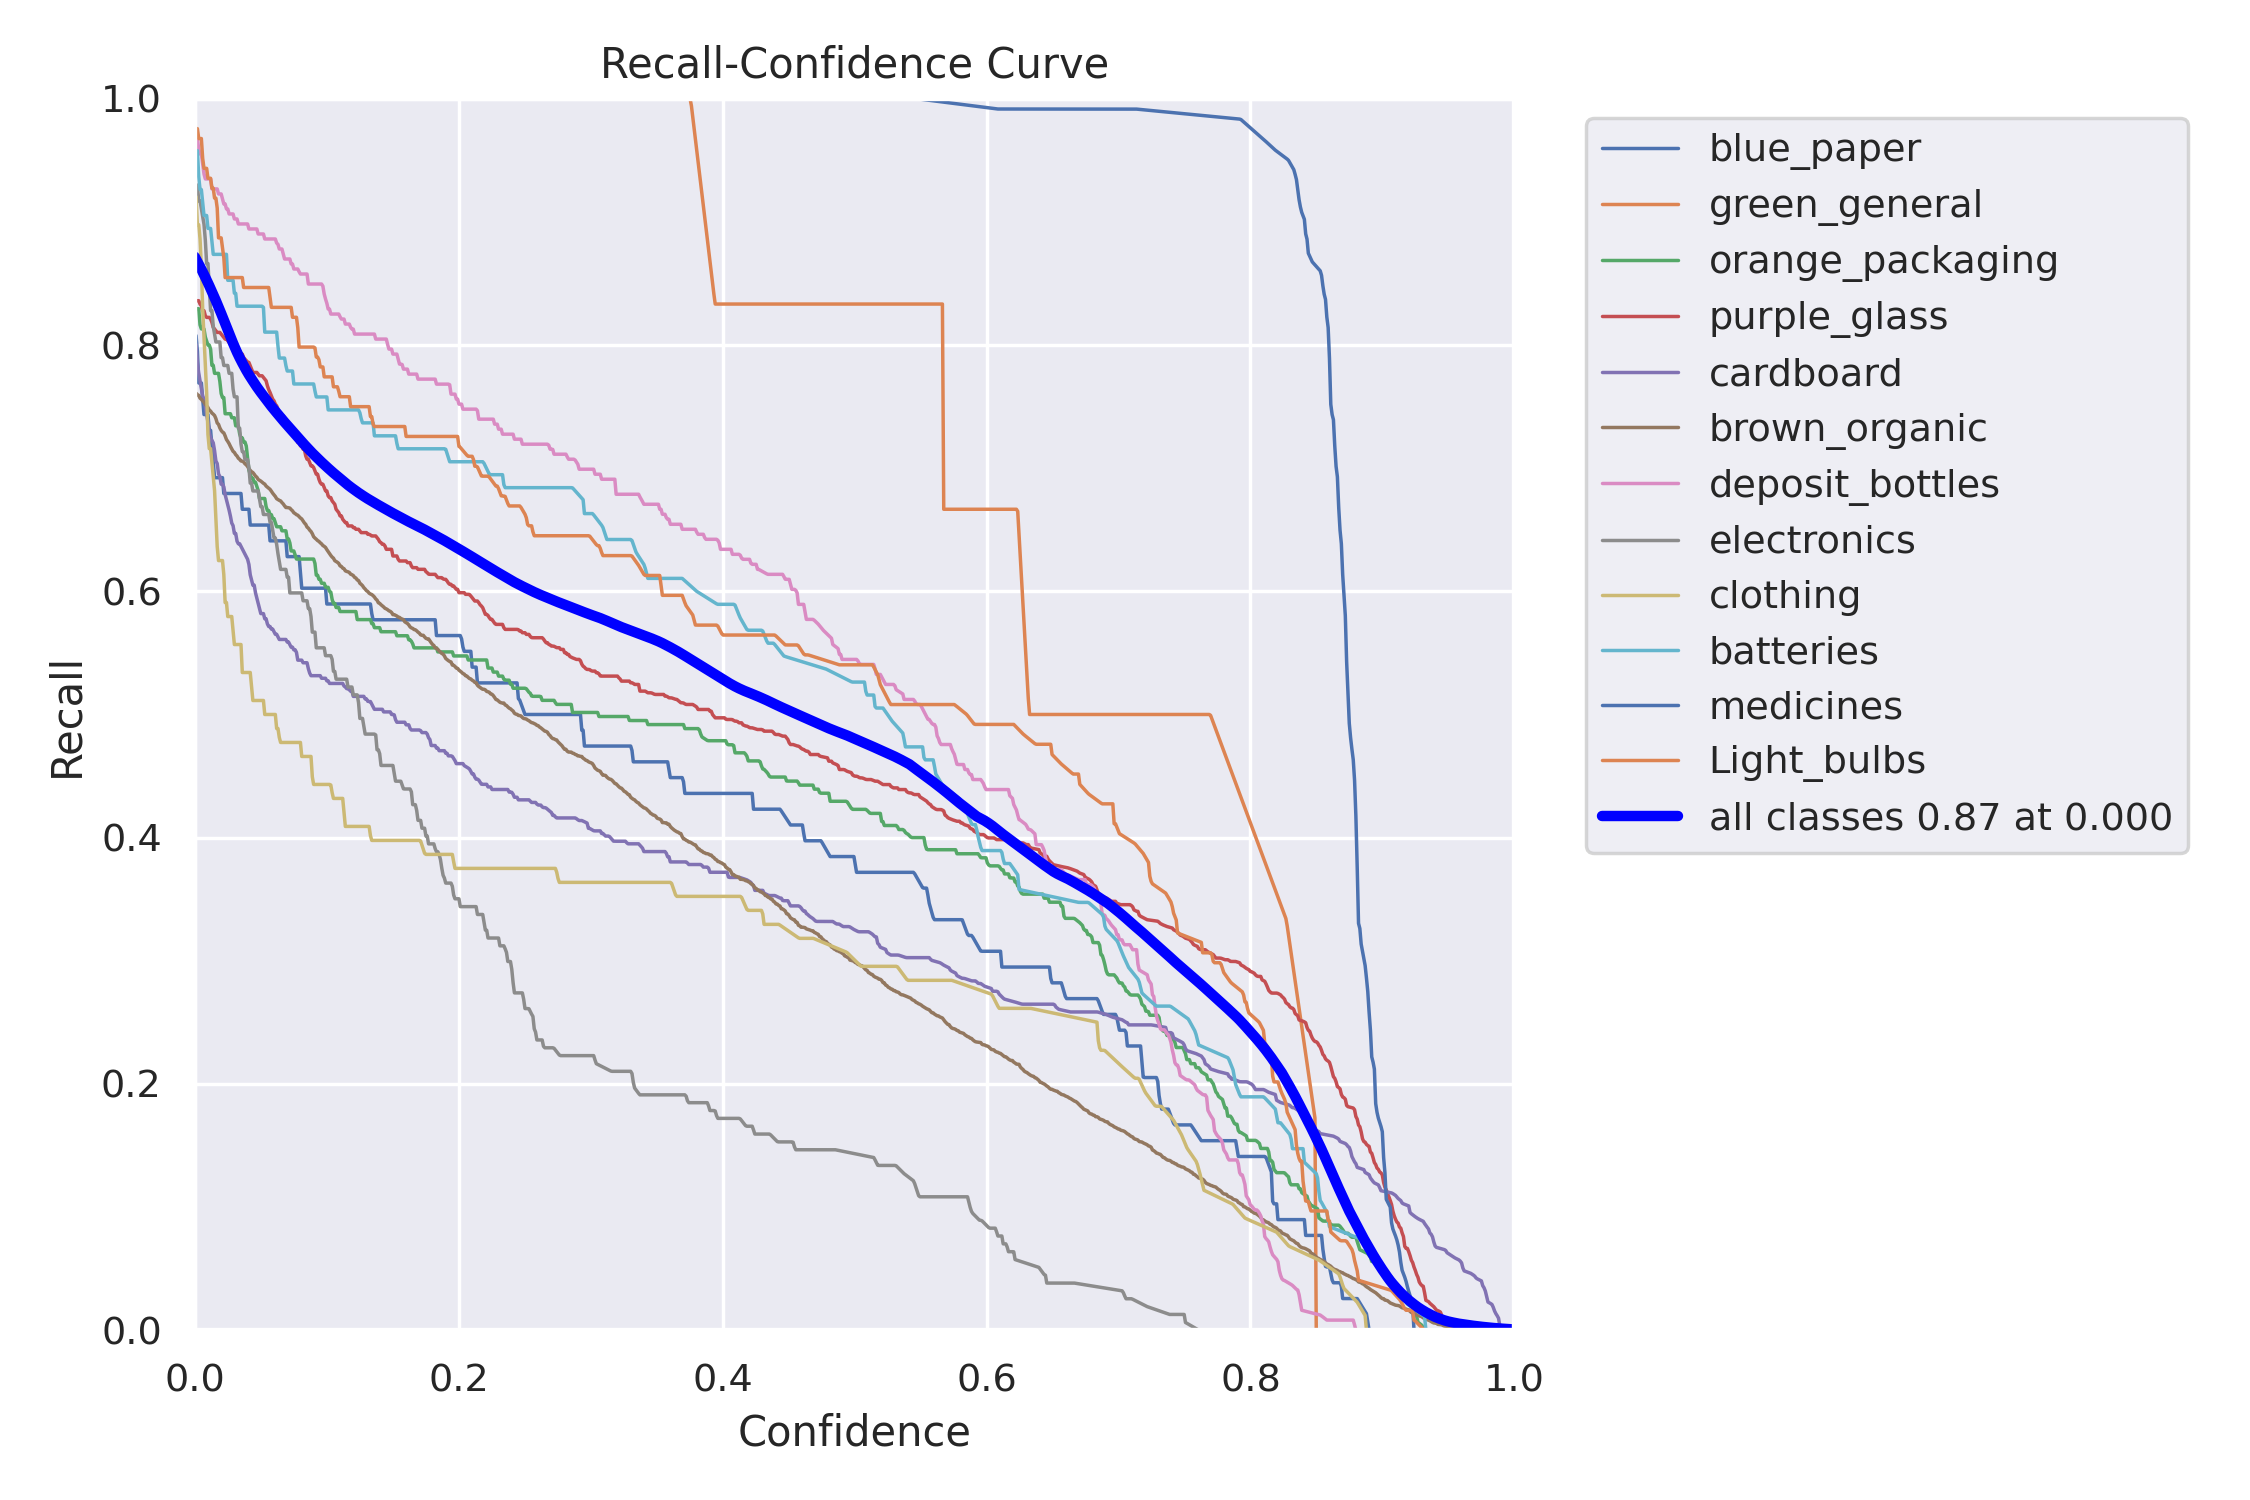 Recall-Confidence Curve
1.0
0.8
0.6
0.4
0.2
0.0
Recall
0.0 0.2 0.4 0.6 0.8 1.0
Confidence
blue_paper
green_general
orange_packaging
purple_glass
cardboard
brown_organic
deposit_bottles
electronics
clothing
batteries
medicines
Light_bulbs
all classes 0.87 at 0.000